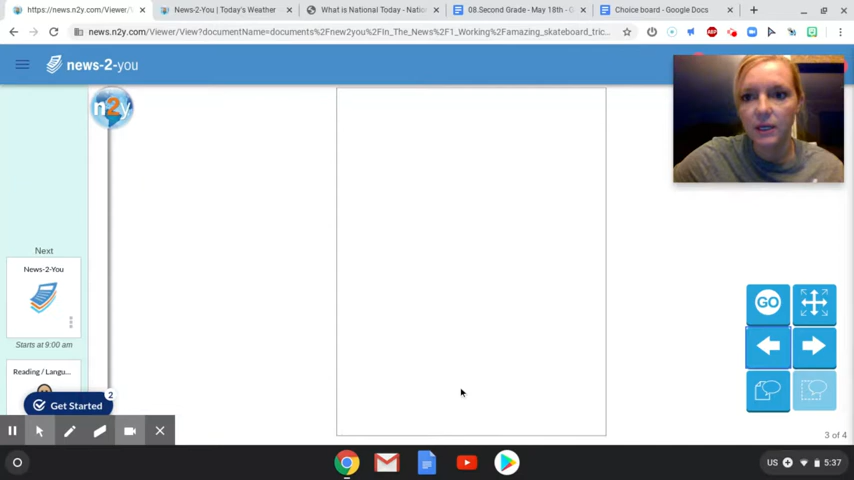 https://news.n2y.com/Viewer/
News-2-You | Today's Weather
What is National Today - Nation
08.Second Grade - May 18th - G
Choice board - Google Docs
news.n2y.com/Viewer/View?documentName=documents%2Fnew2you%2FIn_The_News%2F1_Working%2Famazing_skateboard_tric...
ABP
news-2-you
n2y
Next
News-2-You
Starts at 9:00 am
Reading / Langu...
2
Get Started
GO
3 of 4
US
5:37